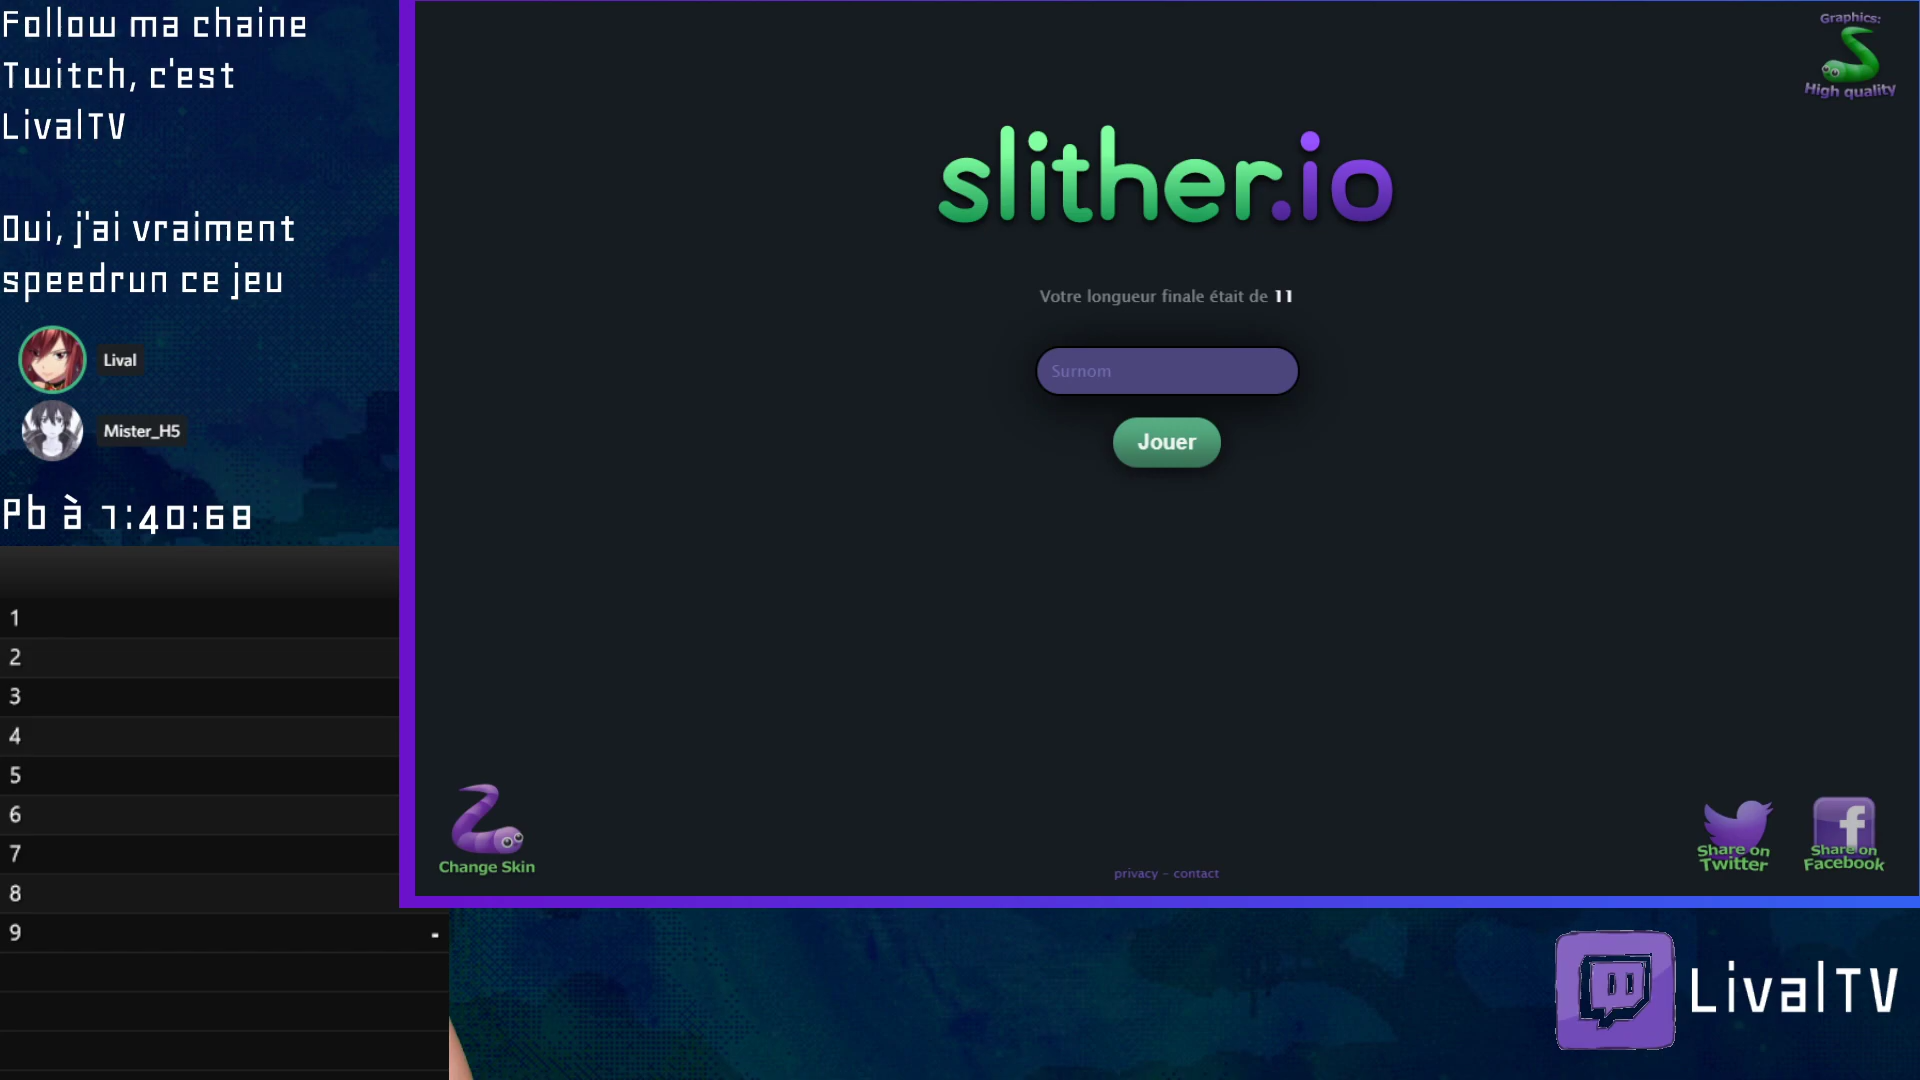 Follow ma chaine
Twitch, c'est
LivalTV
Oui, j'ai vraiment
speedrun ce jeu
Lival
Mister_H5
Pb à 1:40:68
1
2
3
4
5
6
7
8
9 -
Graphics:
High quality
slither.io
Votre longueur finale était de 11
Surnom
Jouer
Change Skin
privacy - contact
Share on
Twitter
Share on
Facebook
LivalTV